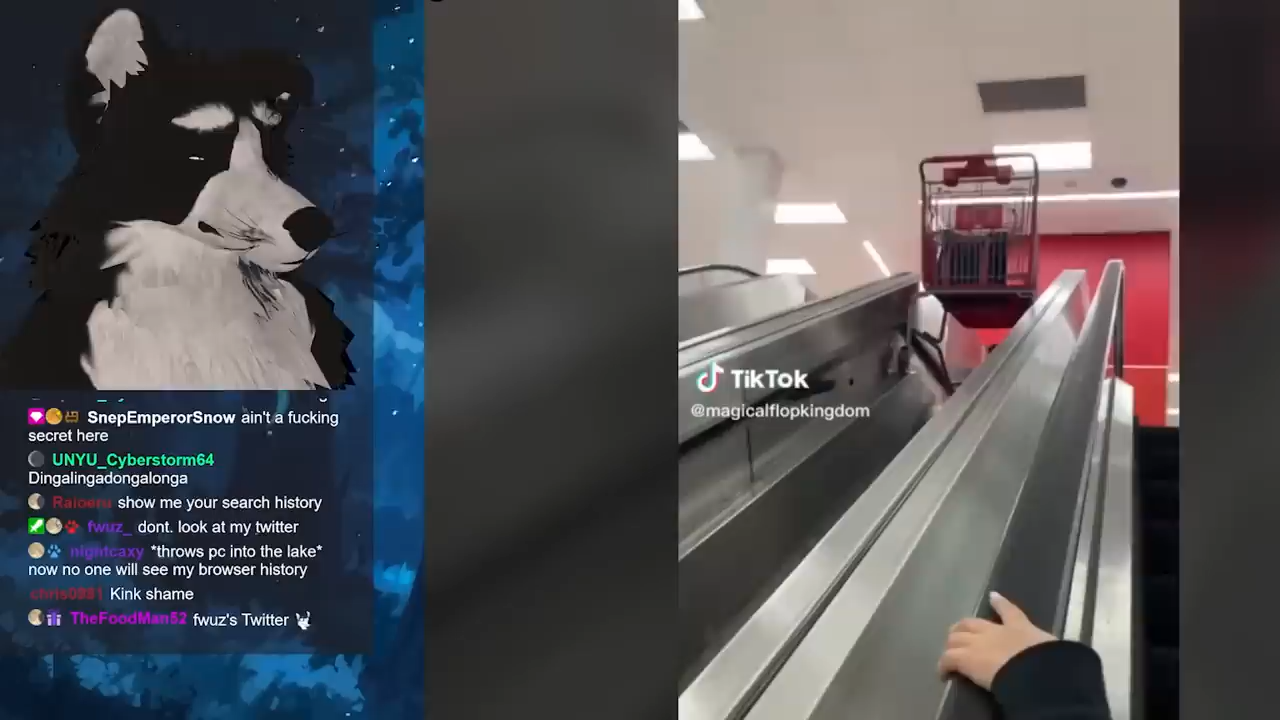 SnepEmperorSnow ain't a fucking
secret here
UNYU_Cyberstorm64
Dingalingadongalonga
Raioeru show me your search history
fwuz_ dont. look at my twitter
nightcaxy *throws pc into the lake*
now no one will see my browser history
chris0881 Kink shame
TheFoodMan52 fwuz's Twitter
TikTok
@magicalflopkingdom